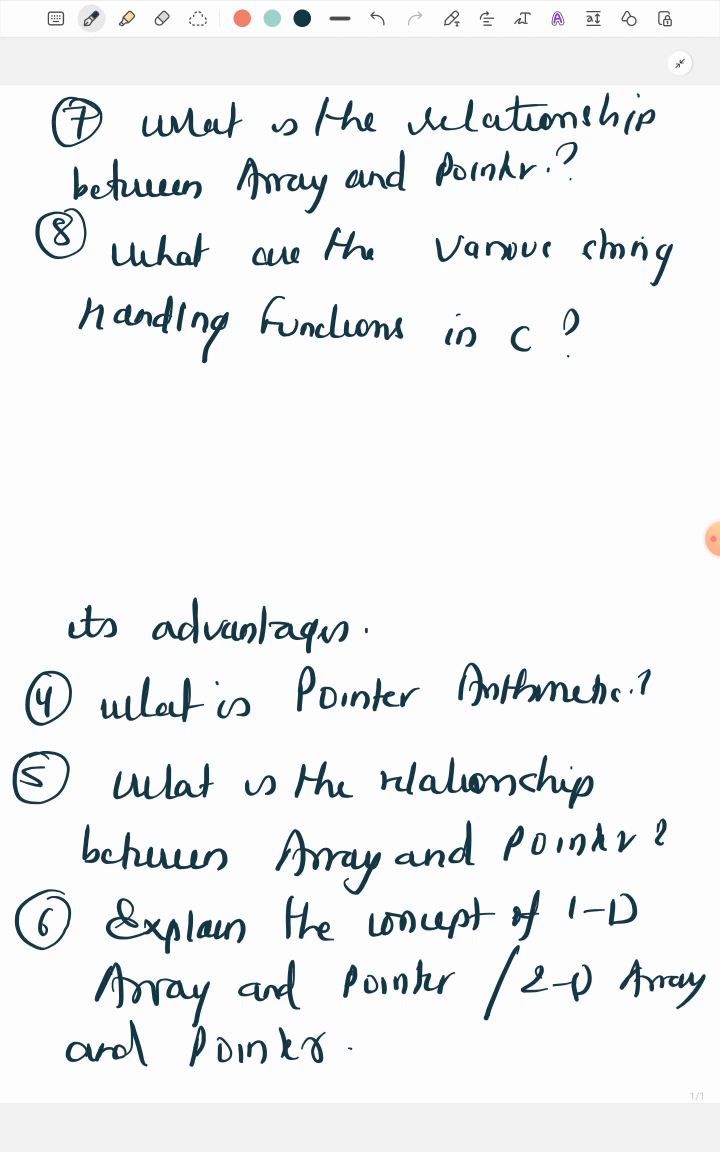 ⑦ What is the relationship
between Array and Pointer.?
⑧ What are the various string
handling functions in C ?
its advantages.
④ What is Pointer Arithmetic.?
⑤ What is the relationship
between Array and Pointer ?
⑥ Explain the concept of 1-D
Array and Pointer / 2-D Array
and Pointer.
1/1